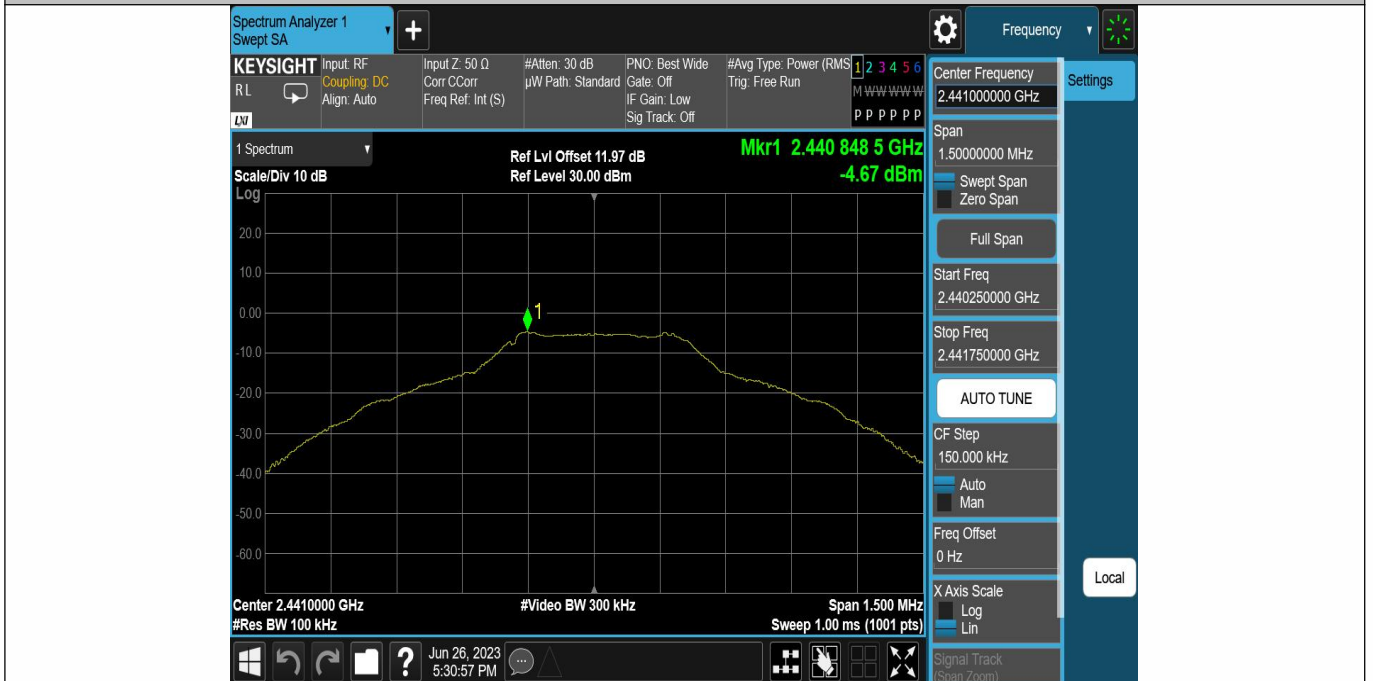 Spectrum Analyzer 1
Swept SA
+
Frequency
KEYSIGHT
RL
LXI
Input: RF
Coupling: DC
Align: Auto
Input Z: 50 Ω
Corr CCorr
Freq Ref: Int (S)
#Atten: 30 dB
µW Path: Standard
PNO: Best Wide
Gate: Off
IF Gain: Low
Sig Track: Off
#Avg Type: Power (RMS
Trig: Free Run
1 2 3 4 5 6
M W W W W W
P P P P P P
1 Spectrum
Scale/Div 10 dB
Log
Ref Lvl Offset 11.97 dB
Ref Level 30.00 dBm
Mkr1 2.440 848 5 GHz
-4.67 dBm
20.0
10.0
0.00
-10.0
-20.0
-30.0
-40.0
-50.0
-60.0
1
Center 2.4410000 GHz
#Res BW 100 kHz
#Video BW 300 kHz
Span 1.500 MHz
Sweep 1.00 ms (1001 pts)
Center Frequency
2.441000000 GHz
Settings
Span
1.50000000 MHz
Swept Span
Zero Span
Full Span
Start Freq
2.440250000 GHz
Stop Freq
2.441750000 GHz
AUTO TUNE
CF Step
150.000 kHz
Auto
Man
Freq Offset
0 Hz
X Axis Scale
Log
Lin
Local
Signal Track
(Span Zoom)
?
Jun 26, 2023
5:30:57 PM